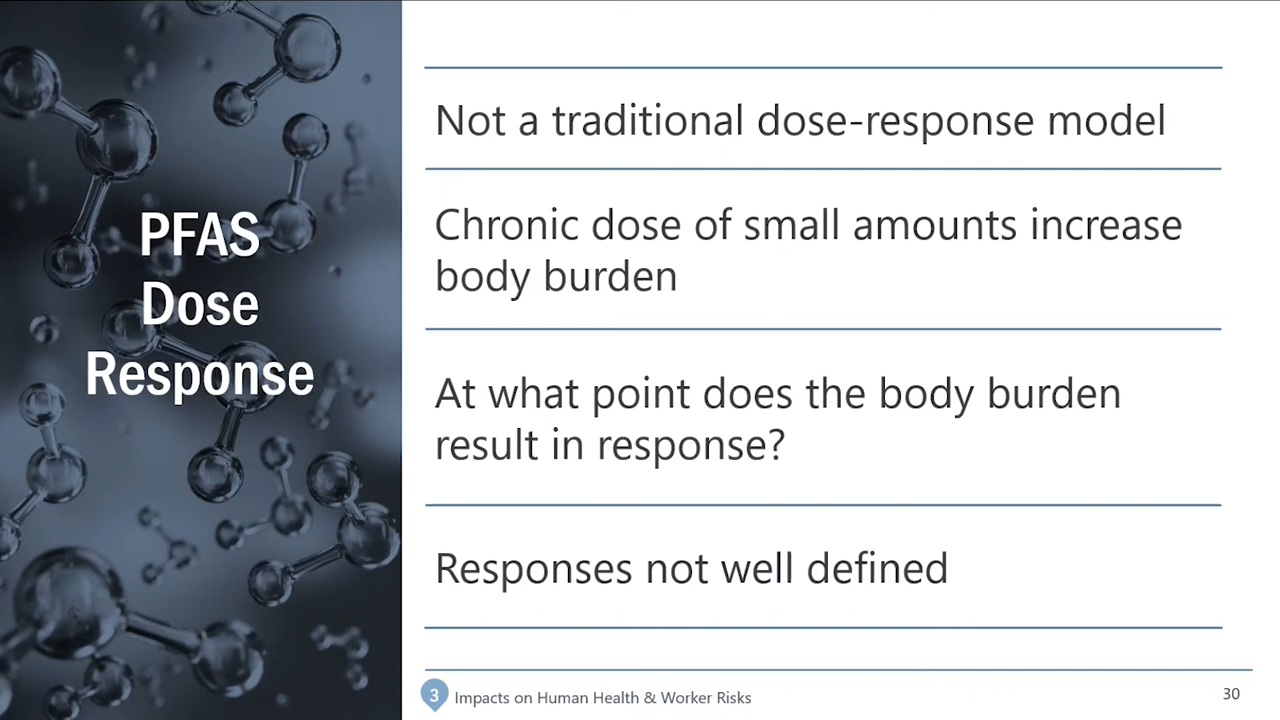 PFAS
Dose
Response
Not a traditional dose-response model
Chronic dose of small amounts increase
body burden
At what point does the body burden
result in response?
Responses not well defined
3 Impacts on Human Health & Worker Risks
30